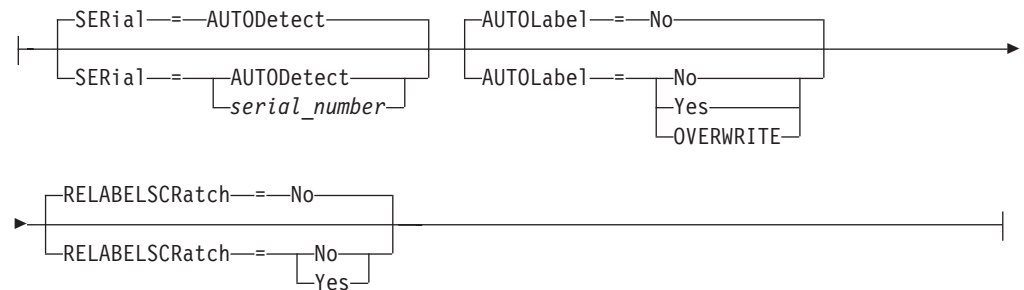 SERial = AUTODetect AUTOLabel = No
SERial = AUTODetect AUTOLabel = No
serial_number Yes
OVERWRITE
RELABELSCRatch = No
RELABELSCRatch = No
Yes